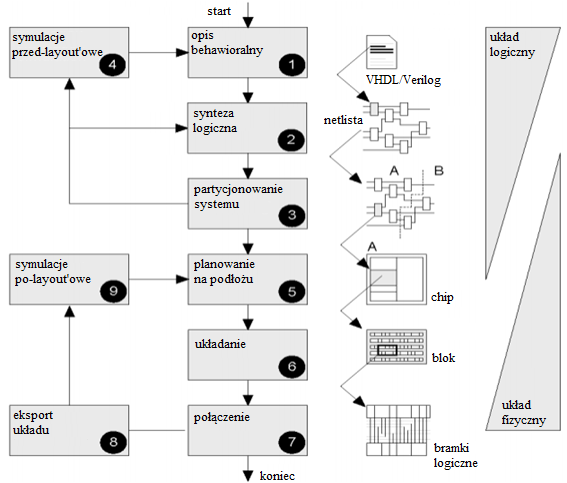 start
symulacje
przed-layout'owe
4
opis
behawioralny
1
VHDL/Verilog
układ
logiczny
synteza
logiczna
2
netlista
partycjonowanie
systemu
3
A
B
symulacje
po-layout'owe
9
planowanie
na podłożu
5
A
chip
układanie
6
blok
eksport
układu
8
połączenie
7
bramki
logiczne
układ
fizyczny
koniec